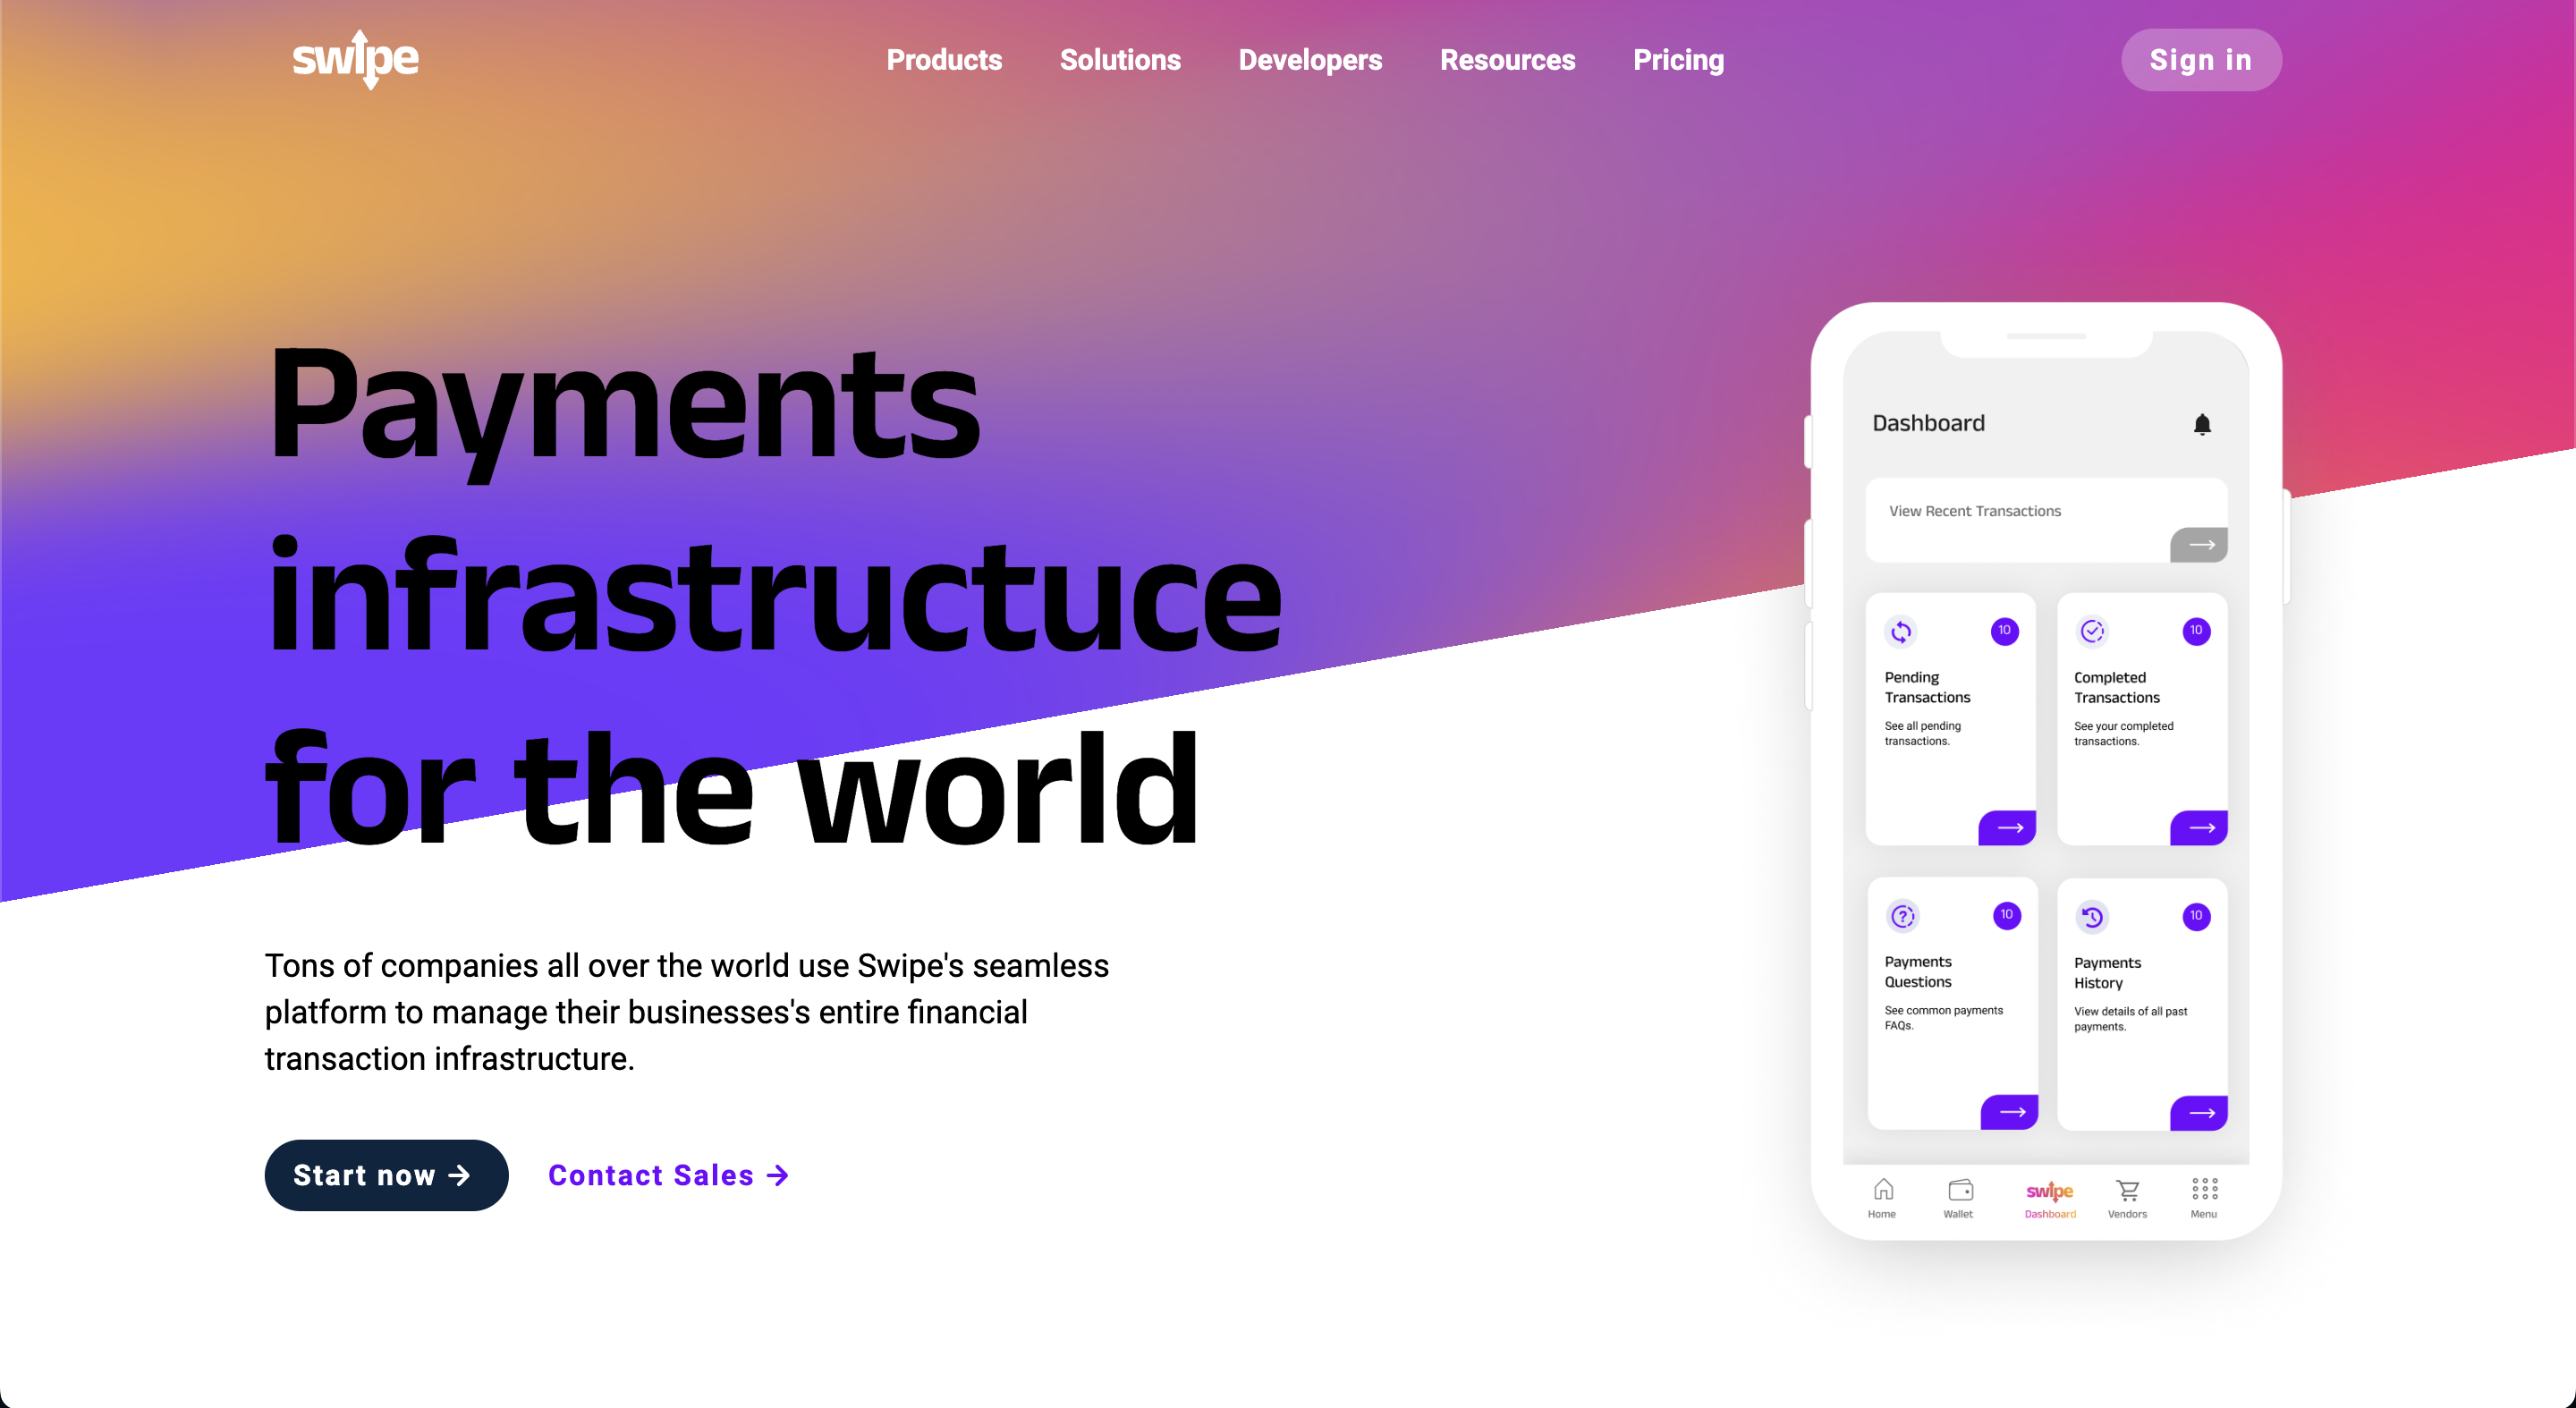 swipe
Products Solutions Developers Resources Pricing
Sign in
Payments
infrastructuce
for the world
Tons of companies all over the world use Swipe's seamless
platform to manage their businesses's entire financial
transaction infrastructure.
Start now →
Contact Sales →
Dashboard
View Recent Transactions
10
Pending
Transactions
See all pending
transactions.
10
Completed
Transactions
See your completed
transactions.
10
Payments
Questions
See common payments
FAQs.
10
Payments
History
View details of all past
payments.
Home
Wallet
swipe
Dashboard
Vendors
Menu